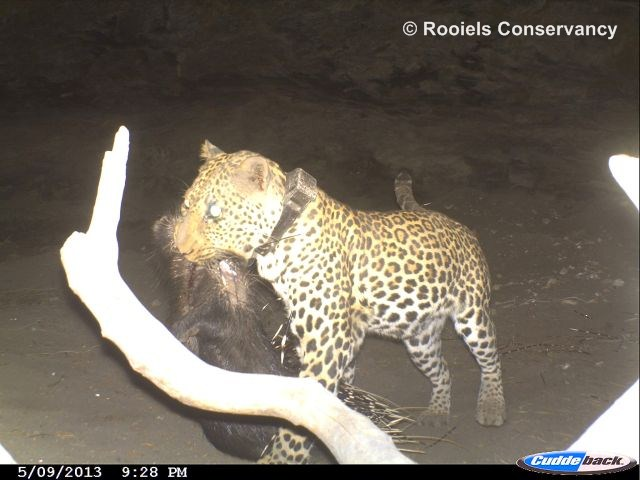 © Rooiels Conservancy
5/09/2013 9:28 PM
Cuddeback.